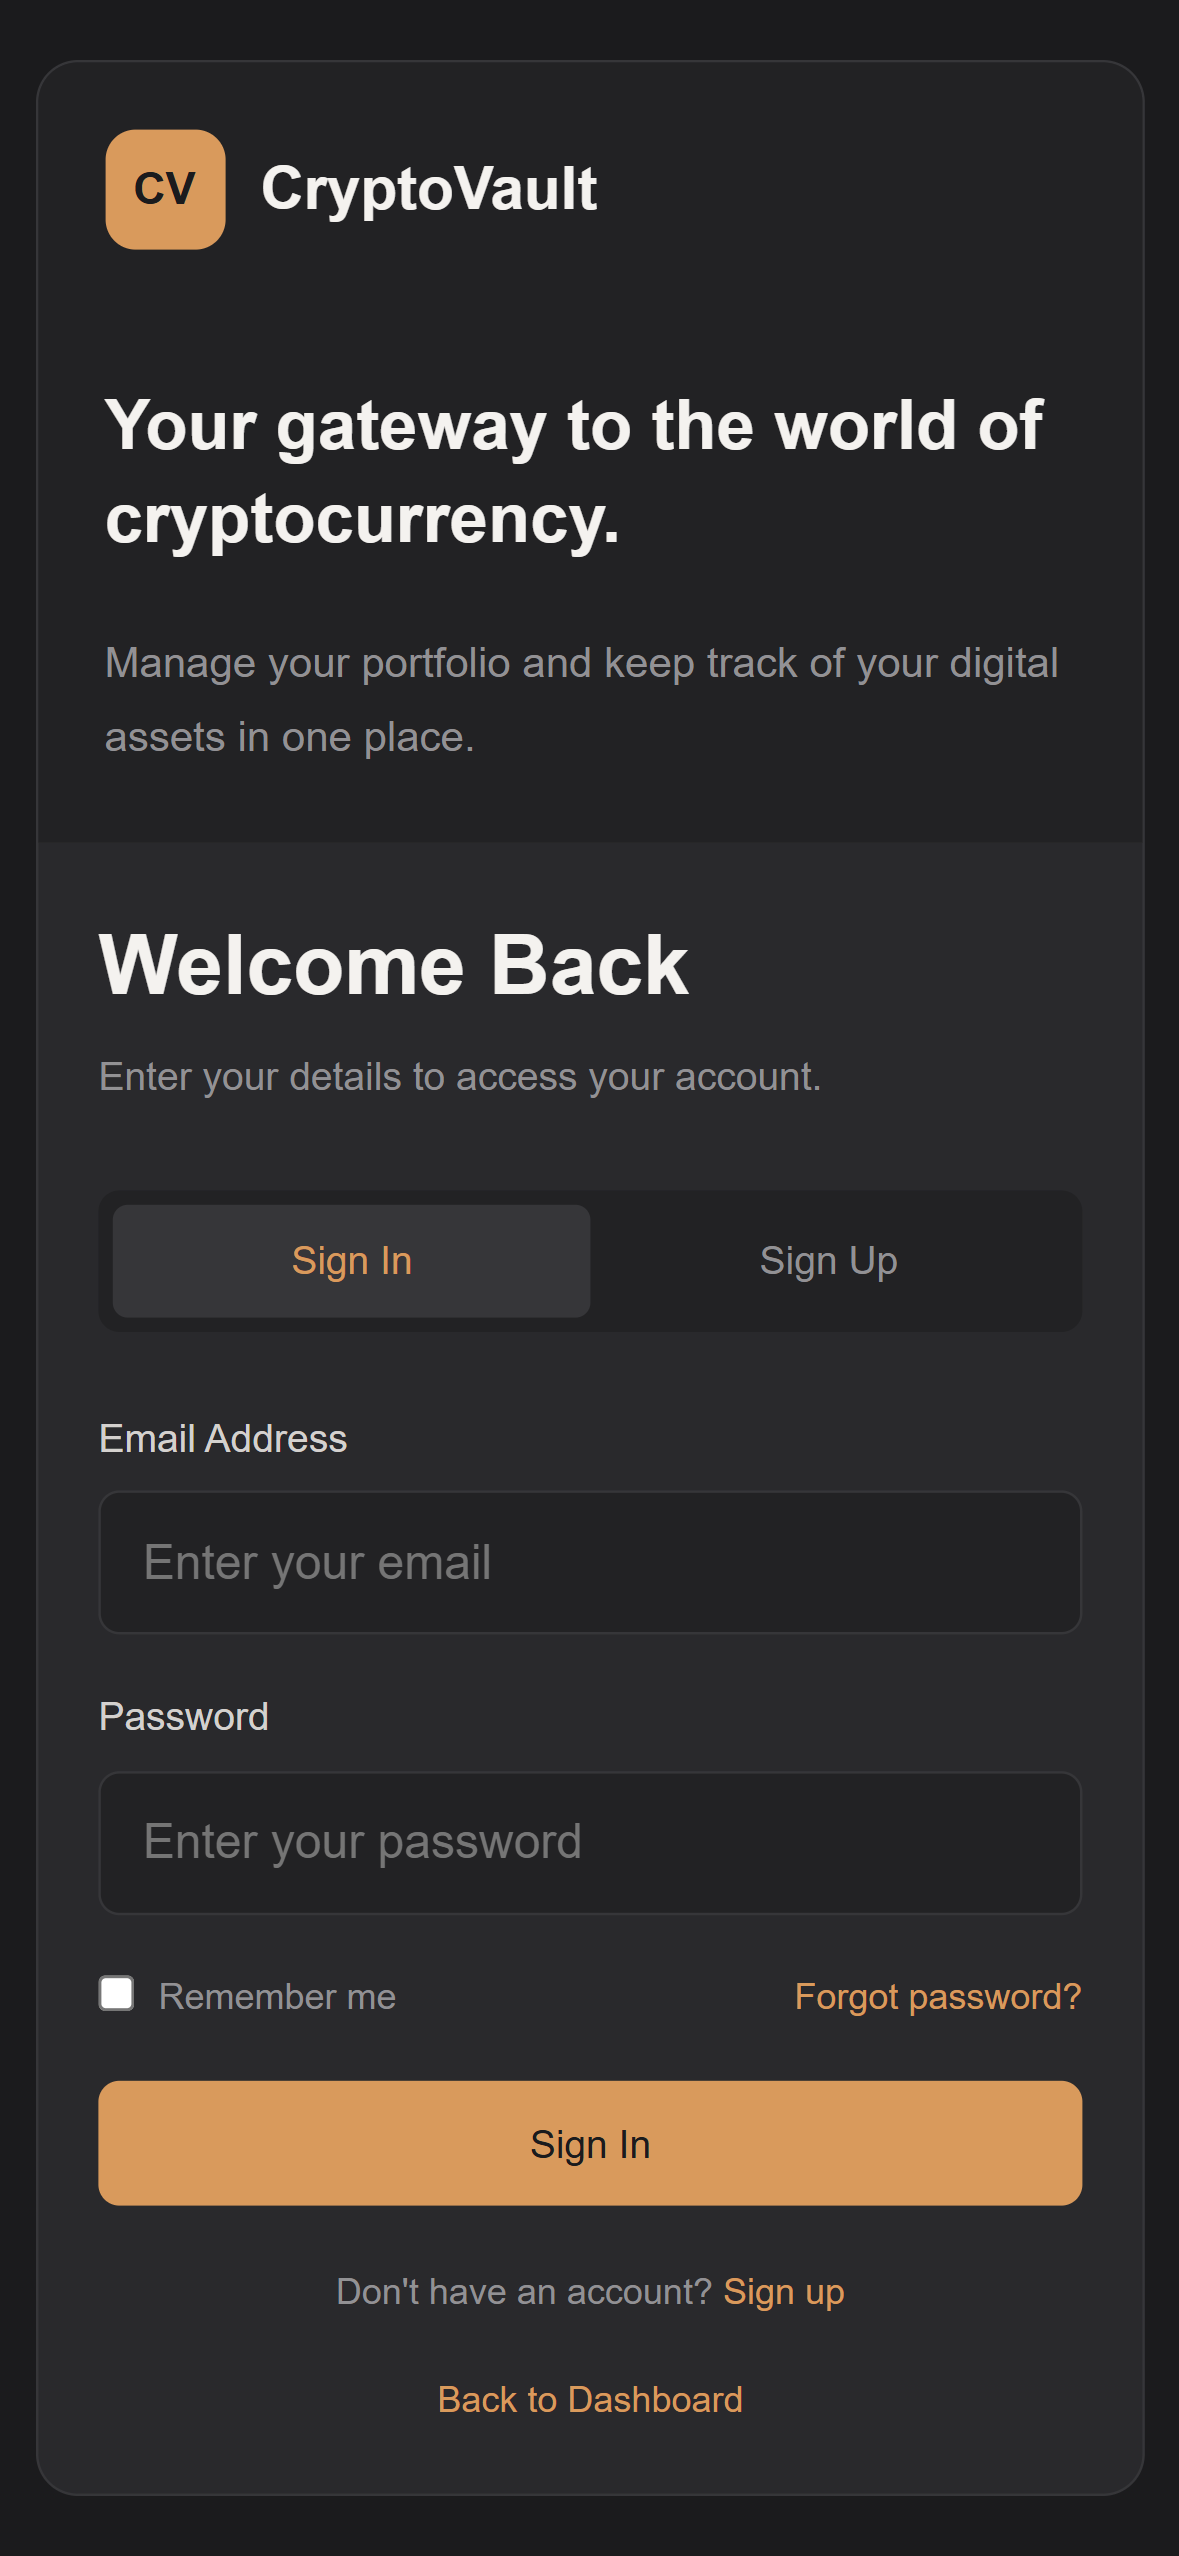 CV CryptoVault
Your gateway to the world of
cryptocurrency.
Manage your portfolio and keep track of your digital
assets in one place.
Welcome Back
Enter your details to access your account.
Sign In Sign Up
Email Address
Enter your email
Password
Enter your password
Remember me Forgot password?
Sign In
Don't have an account? Sign up
Back to Dashboard